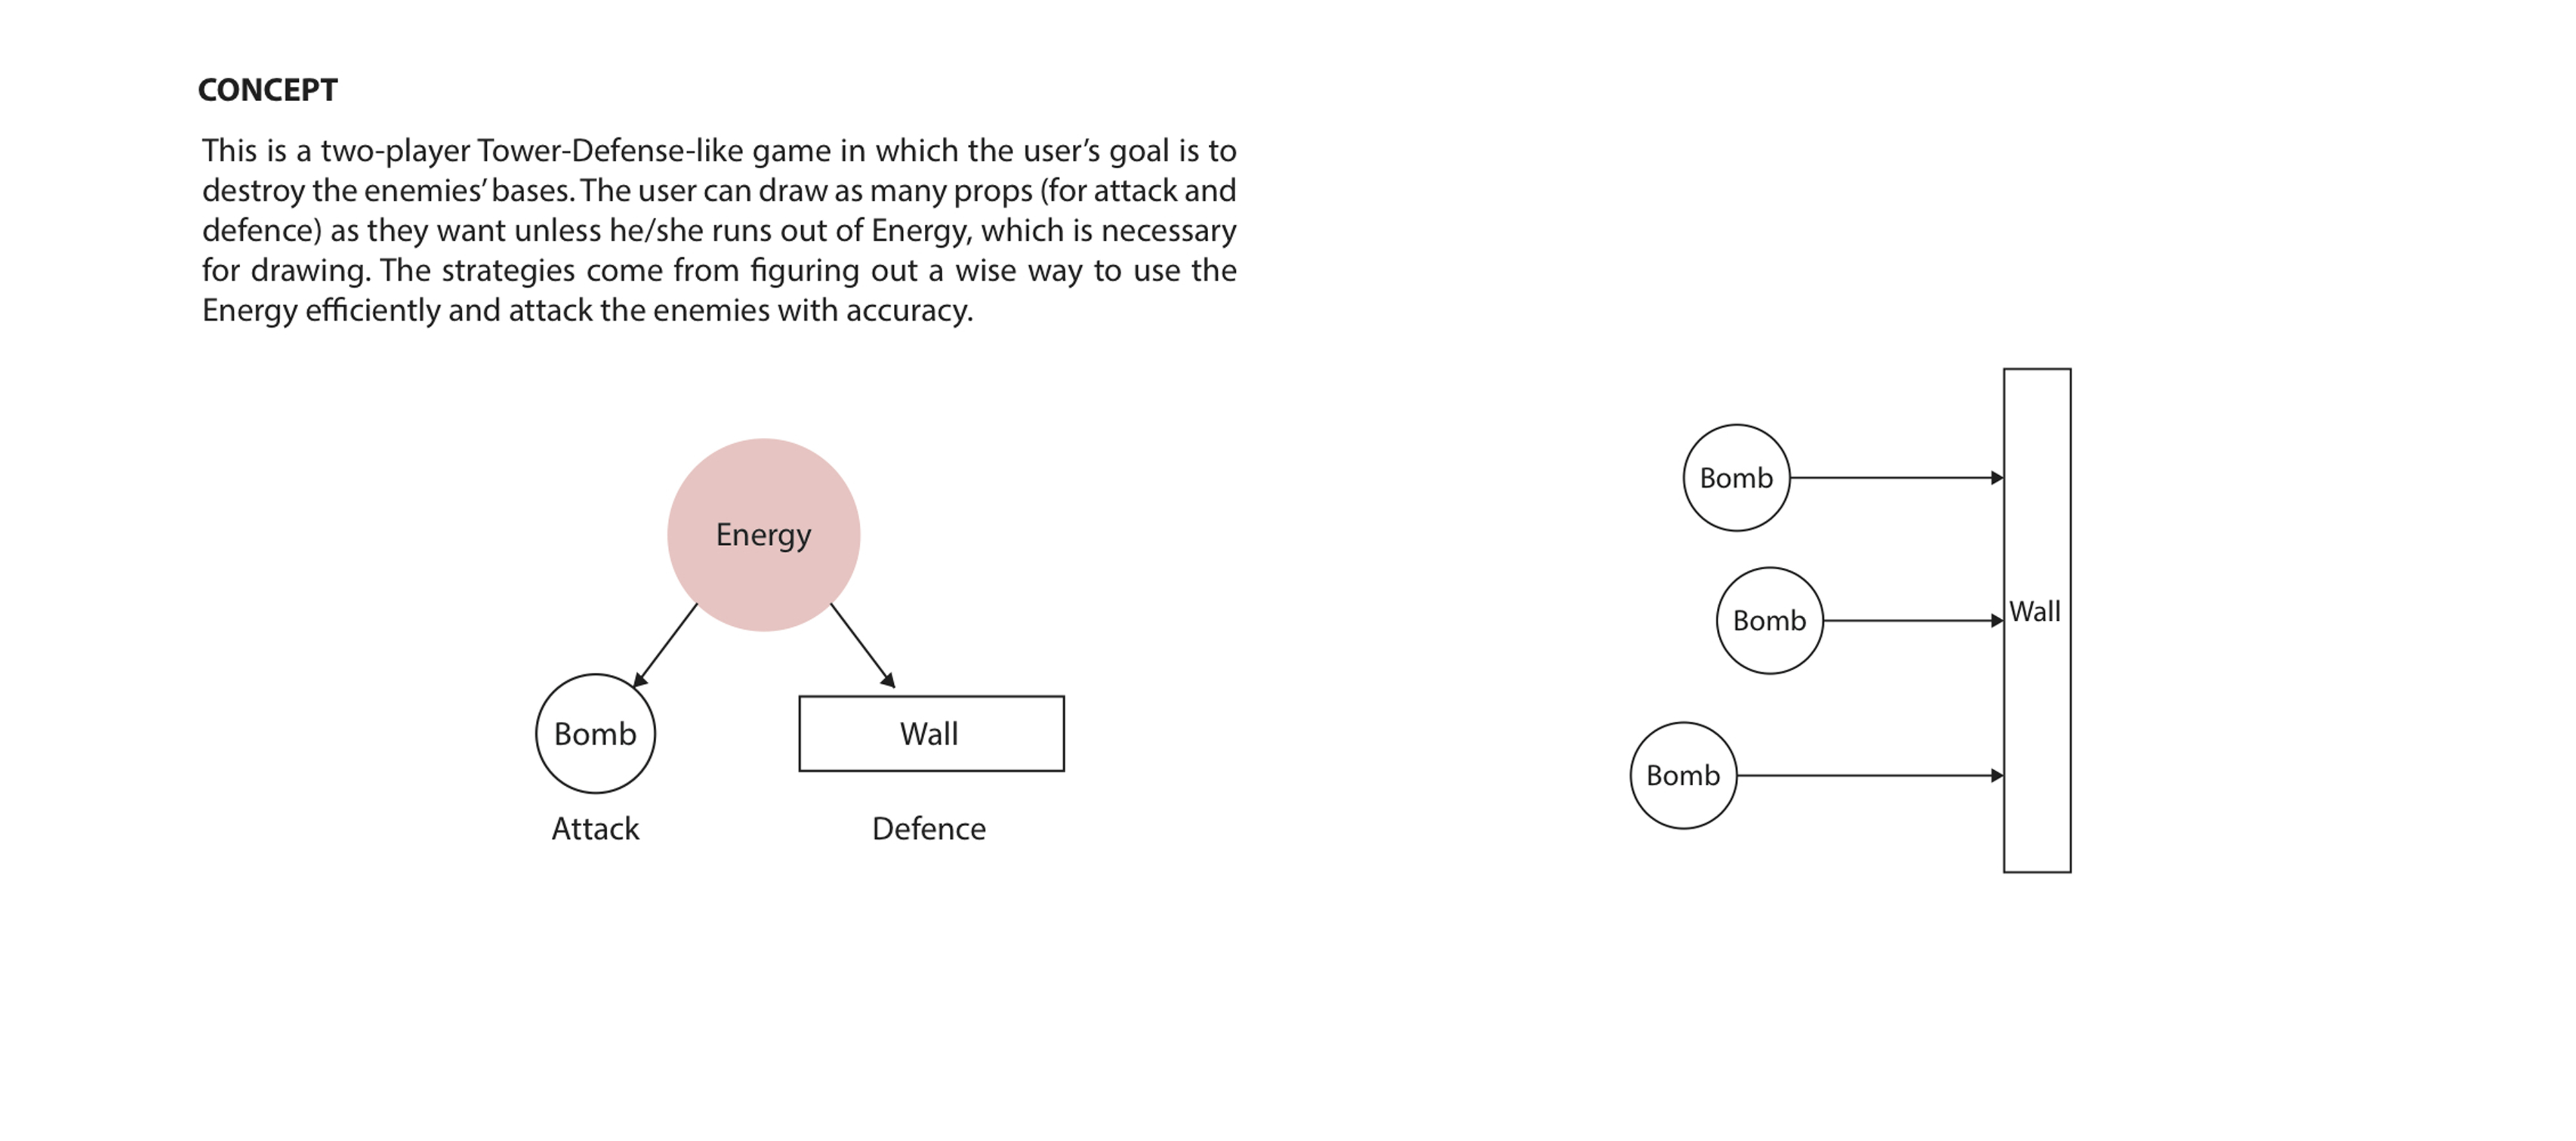 CONCEPT
This is a two-player Tower-Defense-like game in which the user’s goal is to
destroy the enemies’ bases. The user can draw as many props (for attack and
defence) as they want unless he/she runs out of Energy, which is necessary
for drawing. The strategies come from figuring out a wise way to use the
Energy efficiently and attack the enemies with accuracy.
Energy
Bomb
Wall
Attack
Defence
Bomb
Bomb
Bomb
Wall